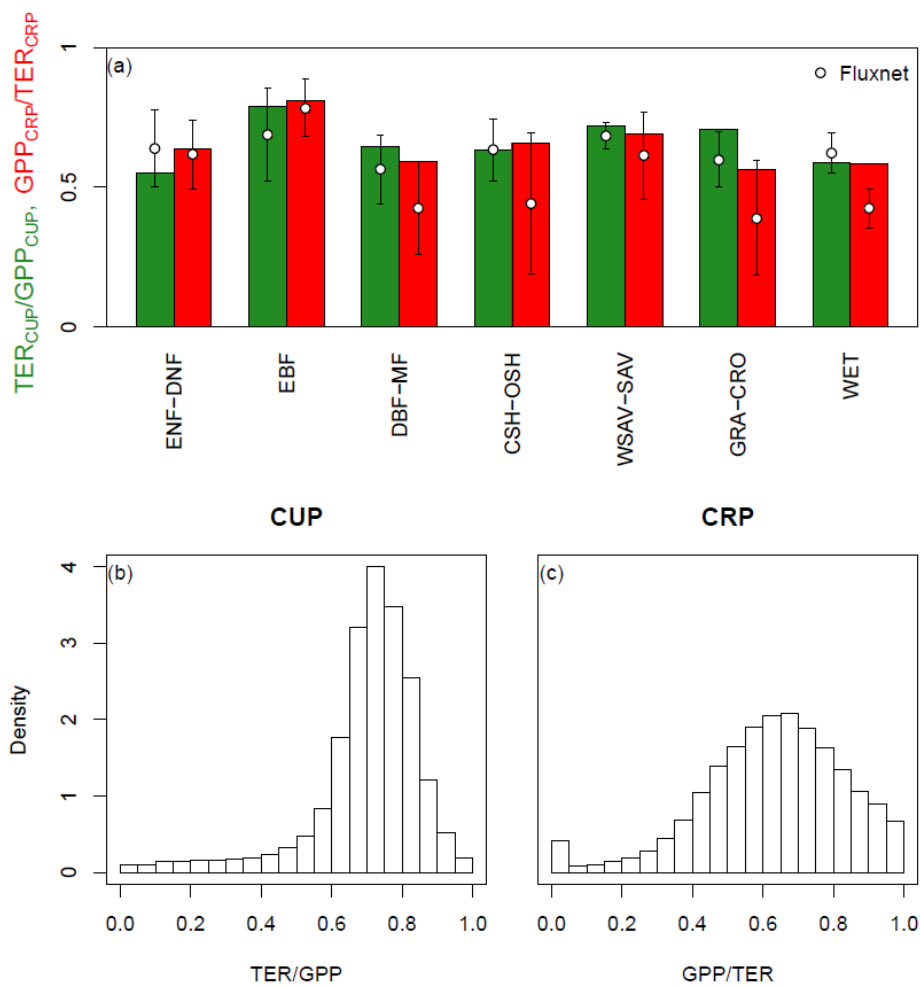 TERCUP/GPPCUP, GPPCRP/TERCRP
(a)
Fluxnet
1
0.5
0
ENF−DNF
EBF
DBF−MF
CSH−OSH
WSAV−SAV
GRA−CRO
WET
CUP
CRP
(b)
(c)
Density
4
3
2
1
0
0.0 0.2 0.4 0.6 0.8 1.0
0.0 0.2 0.4 0.6 0.8 1.0
TER/GPP
GPP/TER